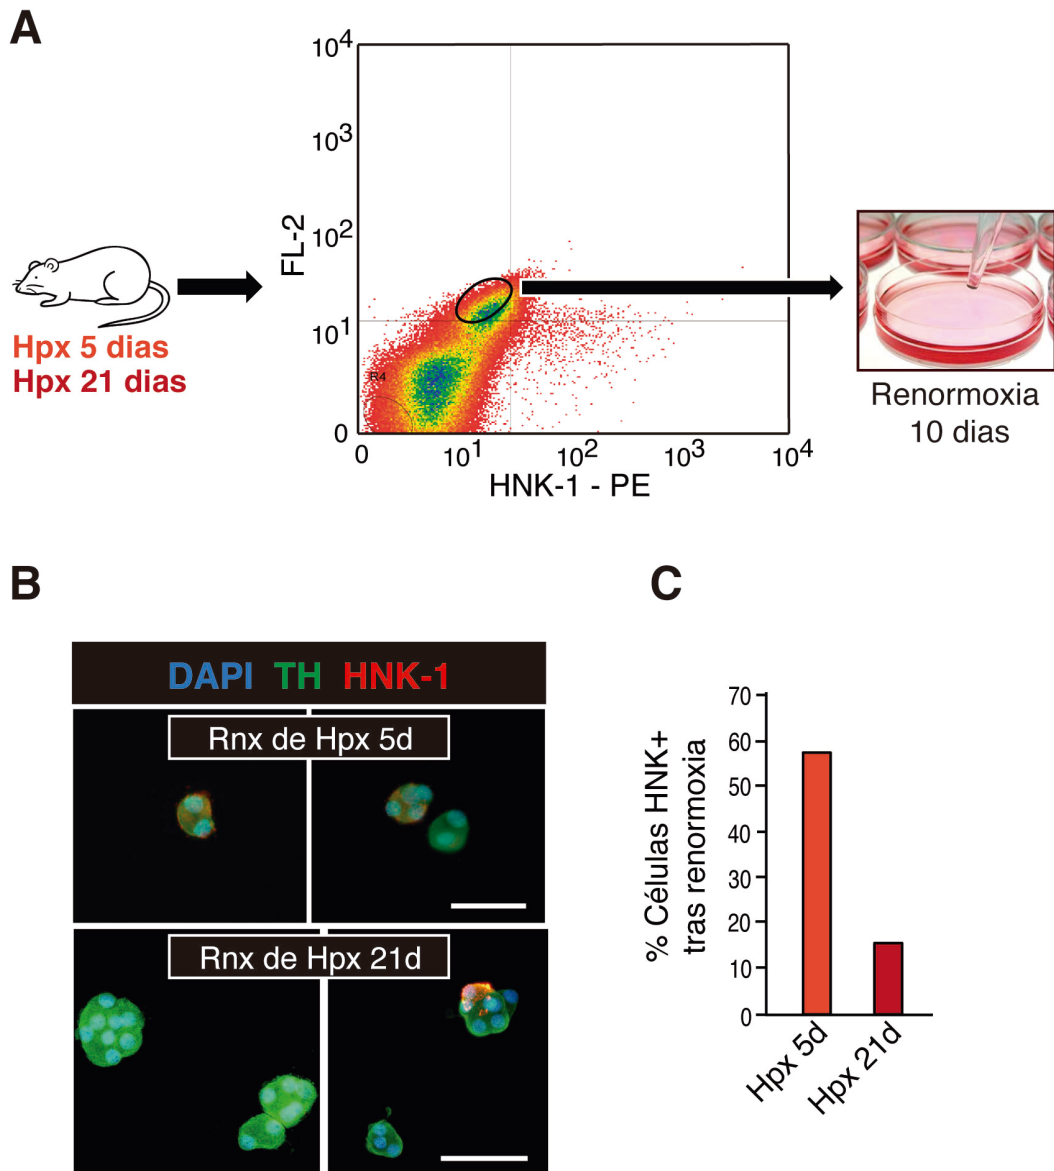 A
10⁴
10³
10²
10¹
0
FL-2
R4
0
10¹
10²
10³
10⁴
HNK-1 - PE
Hpx 5 dias
Hpx 21 dias
Renormoxia
10 dias
B
DAPI TH HNK-1
Rnx de Hpx 5d
Rnx de Hpx 21d
C
% Células HNK+
tras renormoxia
70
60
50
40
30
20
10
0
Hpx 5d
Hpx 21d